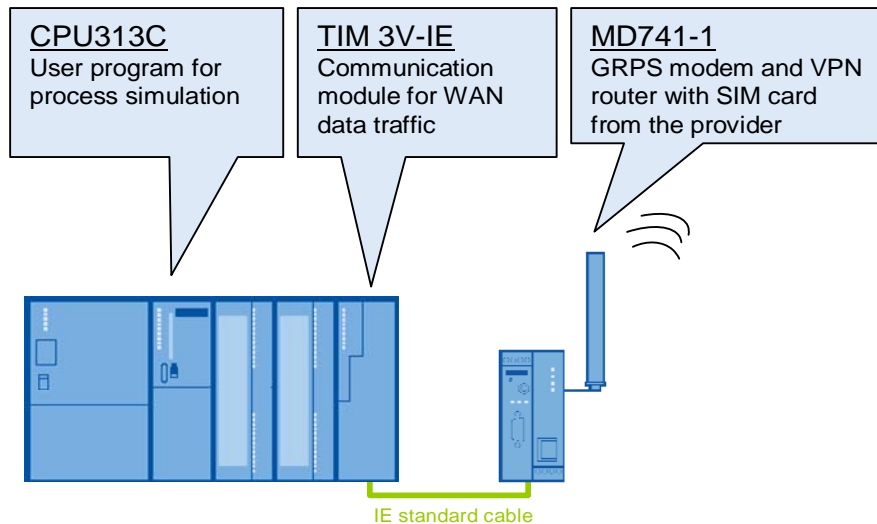 CPU313C
User program for
process simulation
TIM 3V-IE
Communication
module for WAN
data traffic
MD741-1
GRPS modem and VPN
router with SIM card
from the provider
IE standard cable